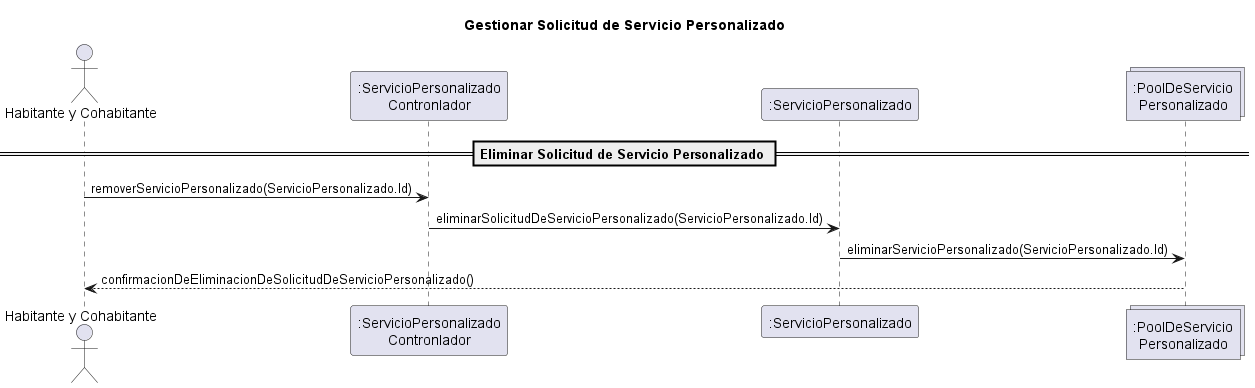 Gestionar Solicitud de Servicio Personalizado
Habitante y Cohabitante
:ServicioPersonalizado
Contronlador
:ServicioPersonalizado
:PoolDeServicio
Personalizado
Eliminar Solicitud de Servicio Personalizado
removerServicioPersonalizado(ServicioPersonalizado.Id)
eliminarSolicitudDeServicioPersonalizado(ServicioPersonalizado.Id)
eliminarServicioPersonalizado(ServicioPersonalizado.Id)
confirmacionDeEliminacionDeSolicitudDeServicioPersonalizado()
Habitante y Cohabitante
:ServicioPersonalizado
Contronlador
:ServicioPersonalizado
:PoolDeServicio
Personalizado